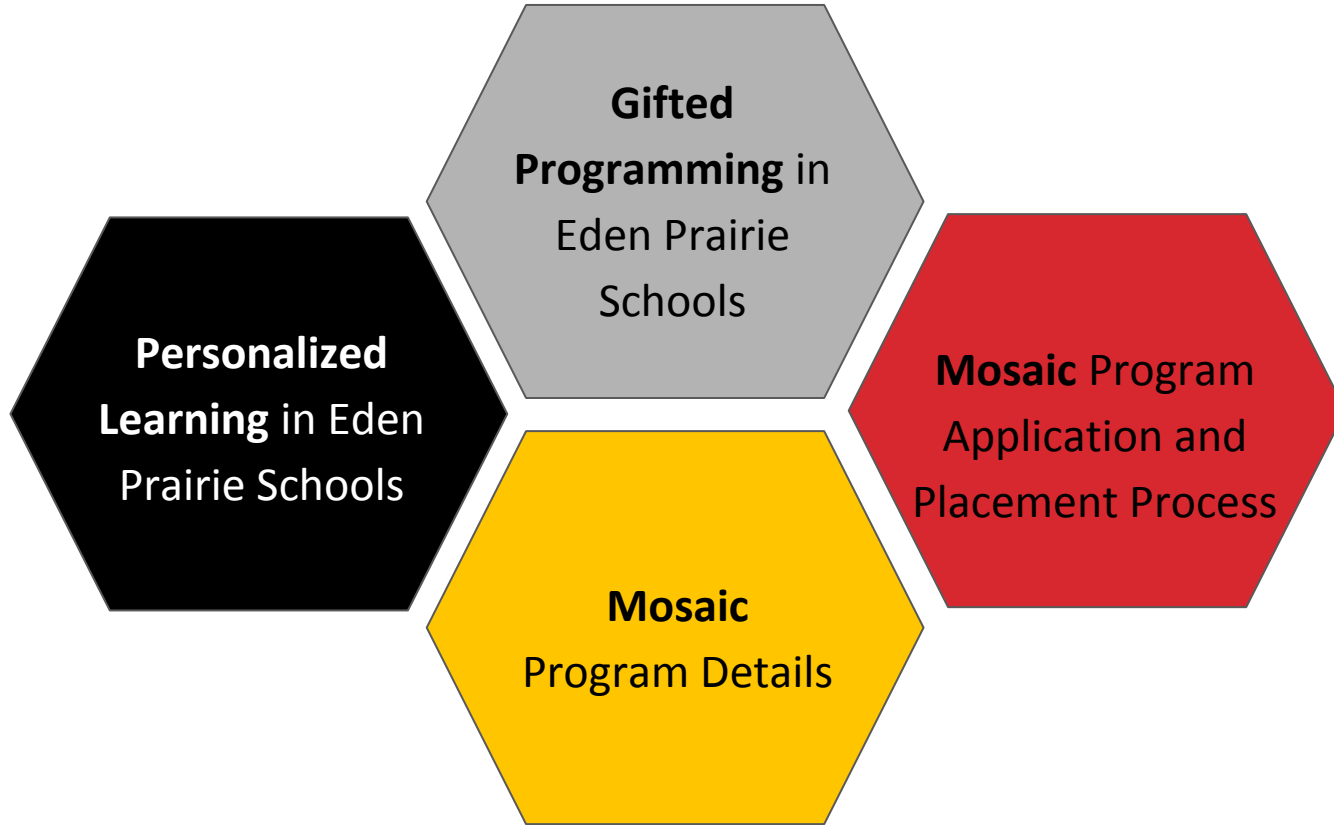 Gifted
Programming in
Eden Prairie
Schools
Personalized
Learning in Eden
Prairie Schools
Mosaic Program
Application and
Placement Process
Mosaic
Program Details